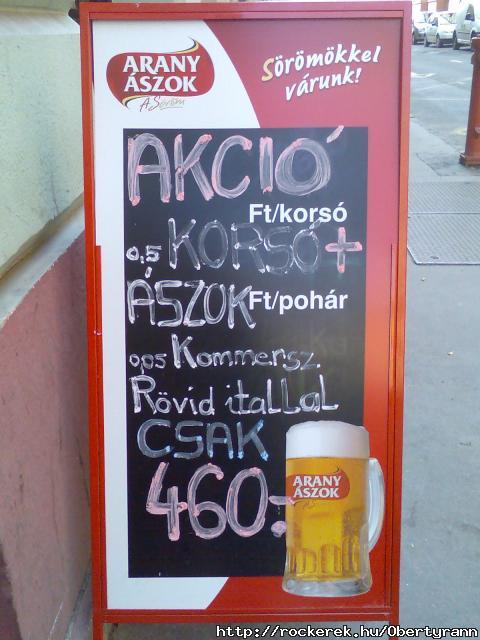 ARANY
ÁSZOK
A Söröm
Sörömökkel
várunk!
AKCIÓ
Ft/korsó
0,5 KORSÓ+
ÁSZOK
Ft/pohár
0,05 Kommersz
Rövid itallal
CSAK
460.-
ARANY
ÁSZOK
http://rockerek.hu/Obertyrann